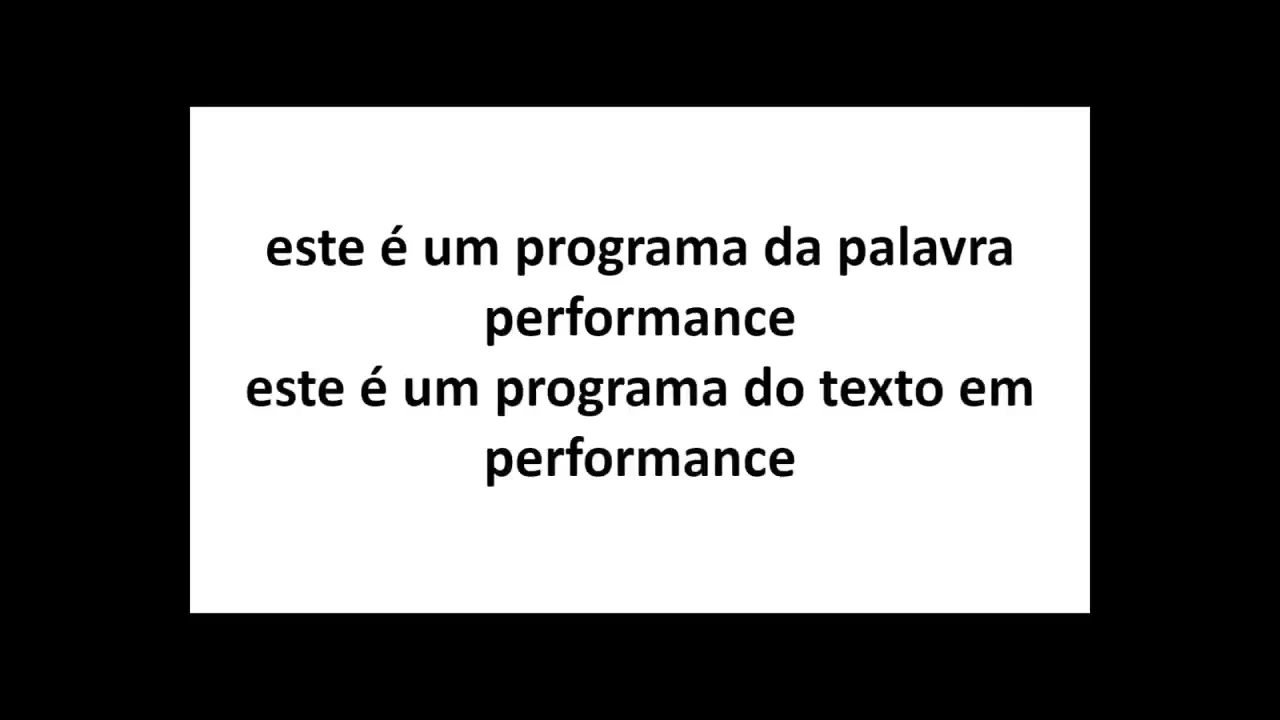 este é um programa da palavra
performance
este é um programa do texto em
performance